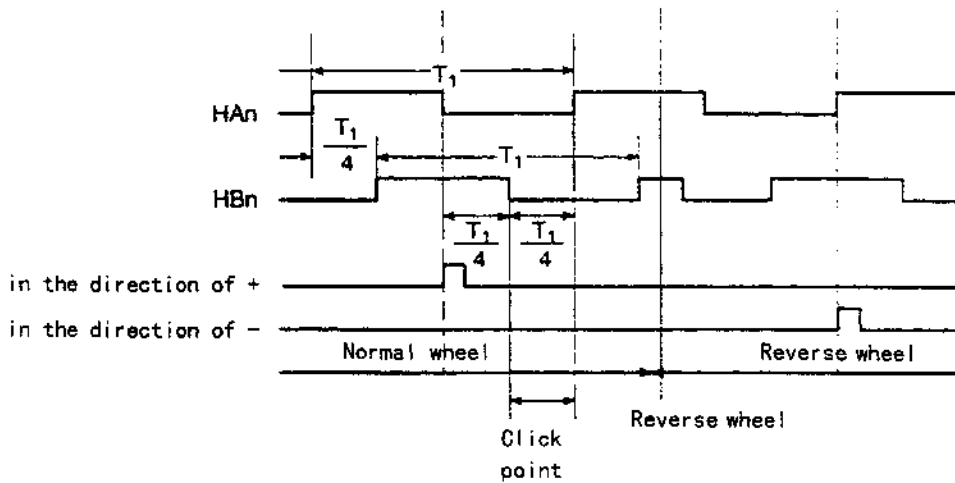 T1
HAn
T1
4
T1
HBn
T1
4
T1
4
in the direction of +
in the direction of -
Normal wheel
Reverse wheel
Reverse wheel
Click
point